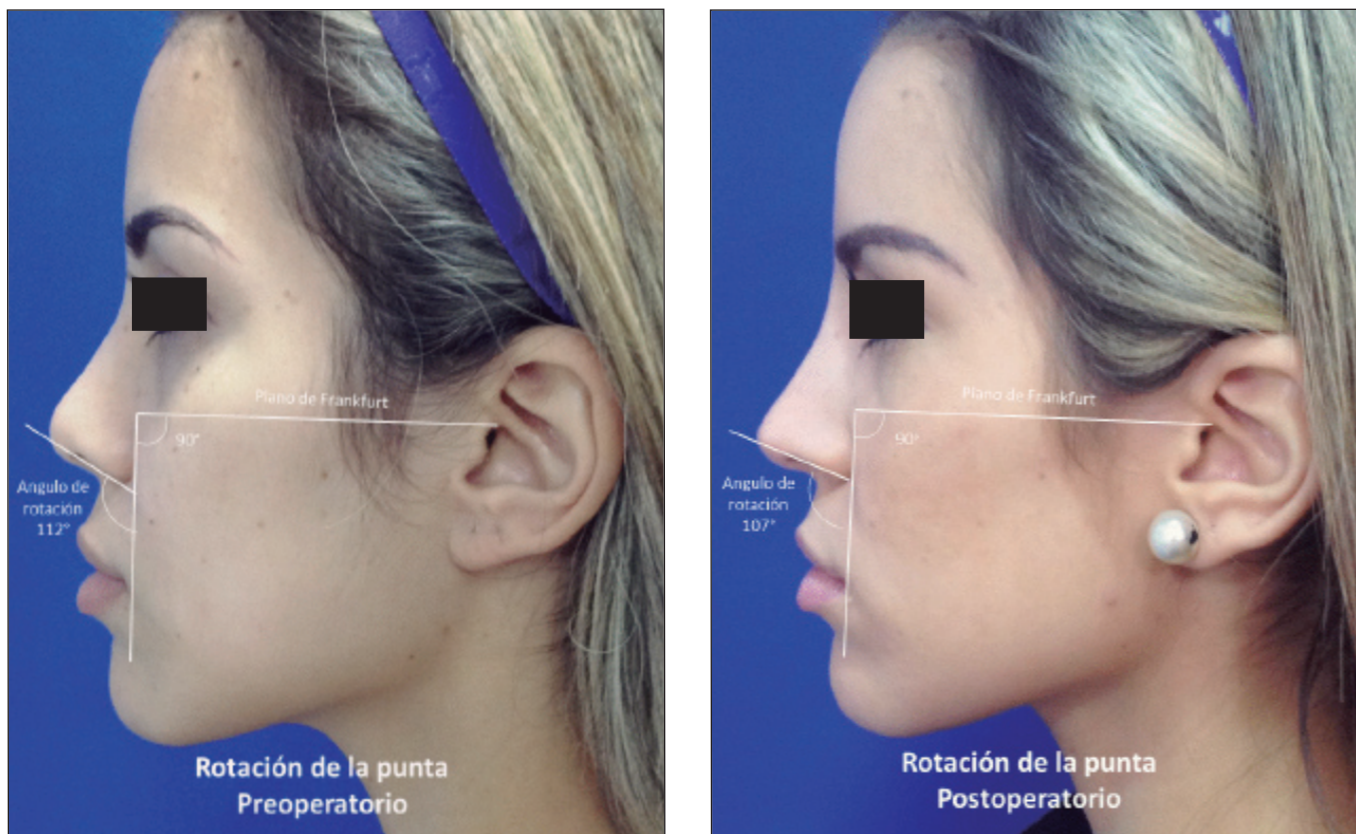 Plano de Frankfurt
90°
Angulo de
rotación
112°
Rotación de la punta
Preoperatorio
Plano de Frankfurt
90°
Angulo de
rotación
107°
Rotación de la punta
Postoperatorio